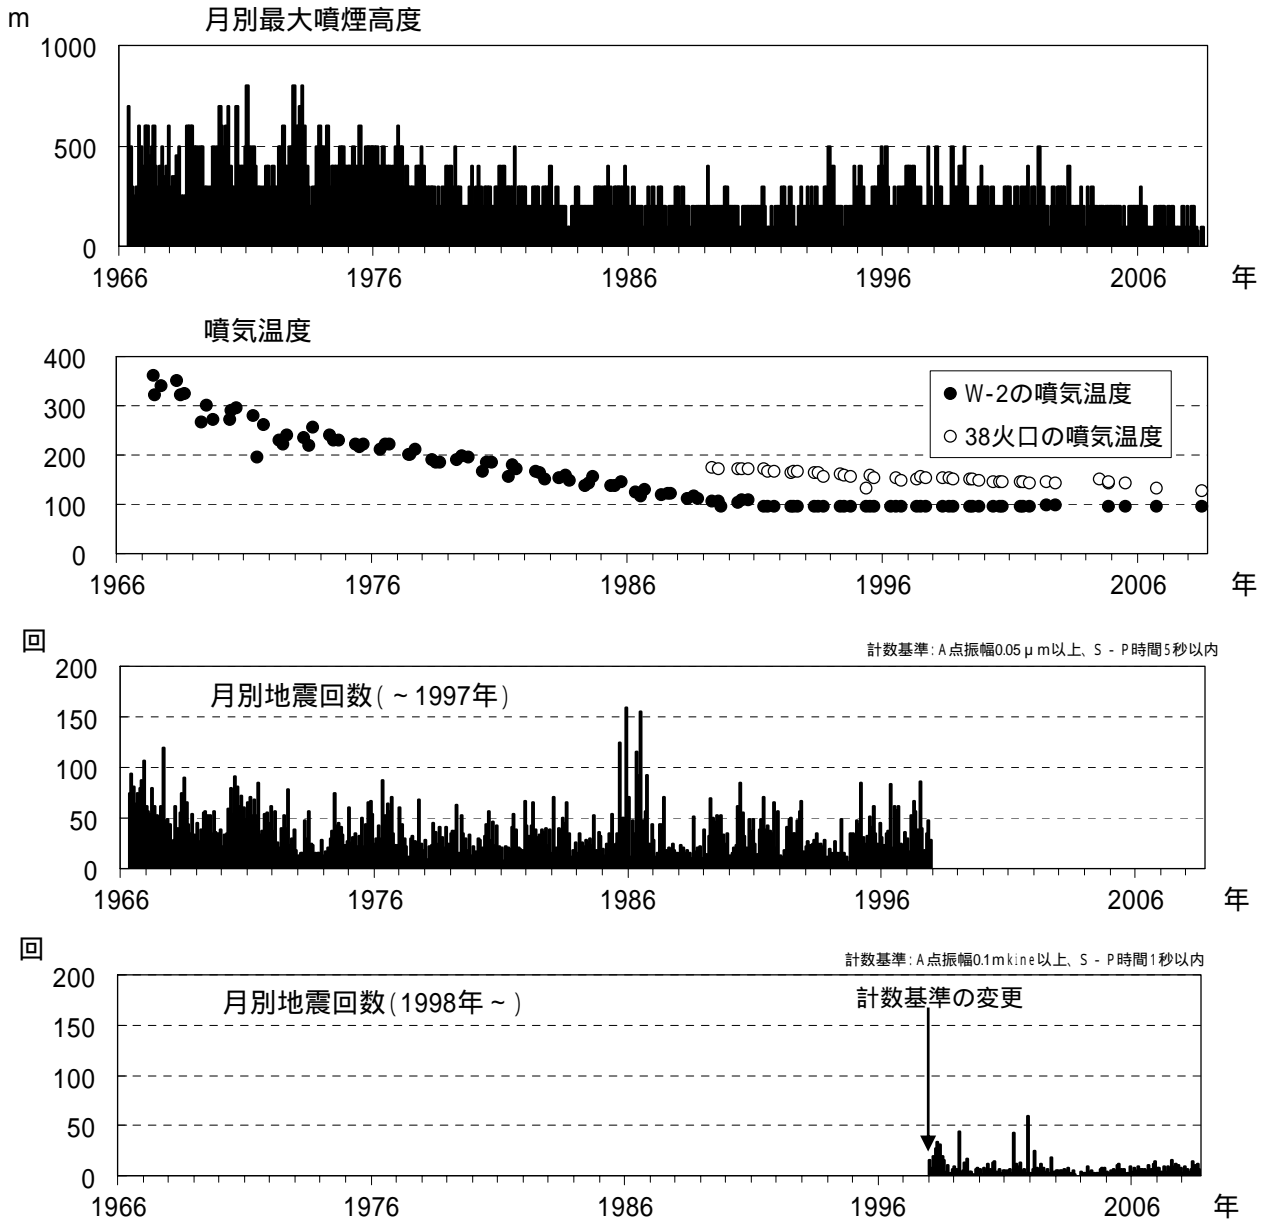 m
月別最大噴煙高度
1000
500
0
1966 1976 1986 1996 2006 年
噴気温度
400
300
200
100
0
W-2の噴気温度
38火口の噴気温度
1966 1976 1986 1996 2006 年
回
計数基準:A点振幅0.05μm以上、S-P時間5秒以内
200
150
100
50
0
月別地震回数(~1997年)
1966 1976 1986 1996 2006 年
回
計数基準:A点振幅0.1mkine以上、S-P時間1秒以内
200
150
100
50
0
月別地震回数(1998年~)
計数基準の変更
1966 1976 1986 1996 2006 年